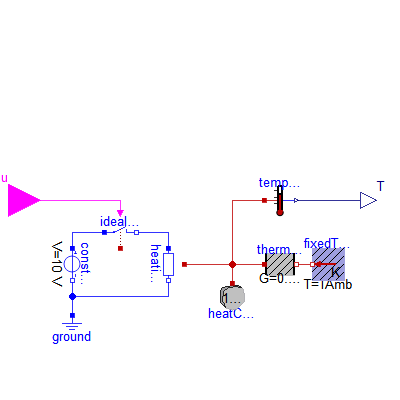 u
T
temp...
ideal...
const...
V=10 V
heati...
therm...
fixedT...
K
G=0....
T=TAmb
1...
heatC...
ground